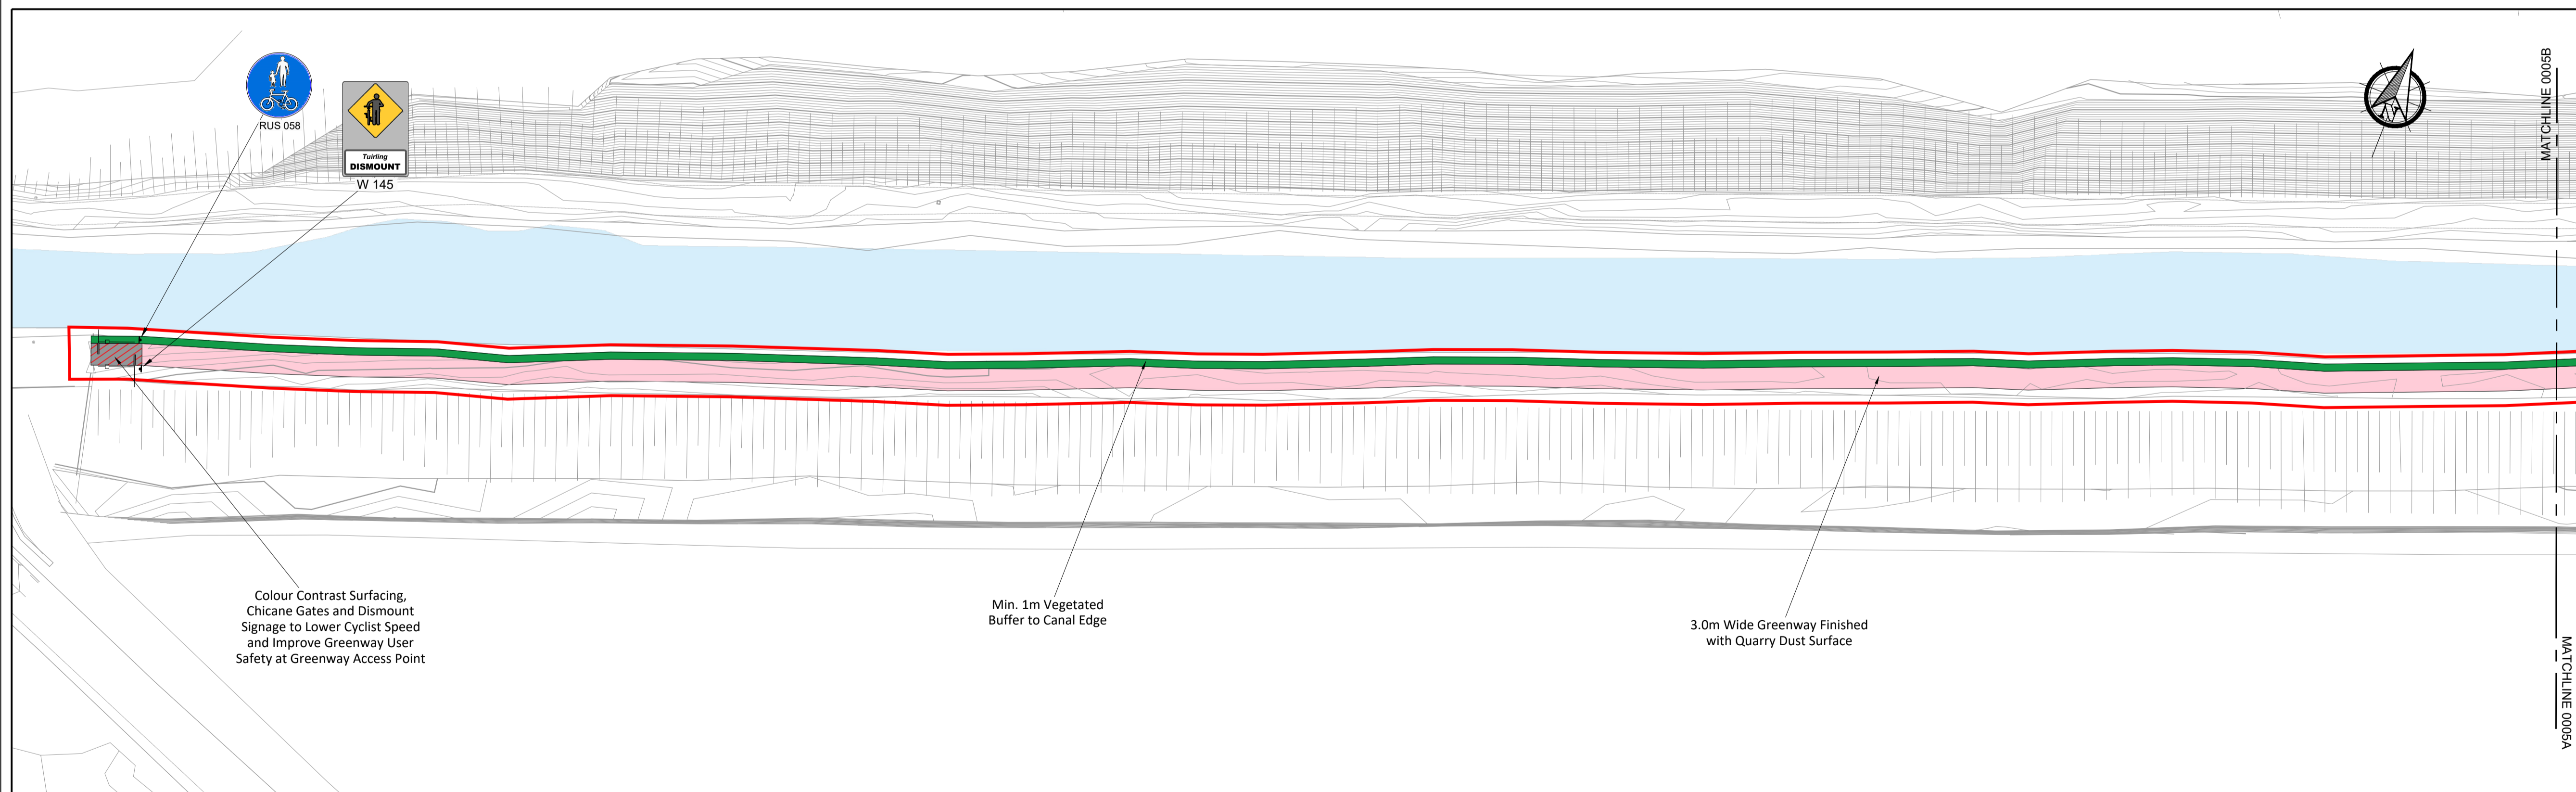 RUS 058
Tuirling
DISMOUNT
W 145
N
MATCHLINE 0005B
MATCHLINE 0005A
Colour Contrast Surfacing,
Chicane Gates and Dismount
Signage to Lower Cyclist Speed
and Improve Greenway User
Safety at Greenway Access Point
Min. 1m Vegetated
Buffer to Canal Edge
3.0m Wide Greenway Finished
with Quarry Dust Surface